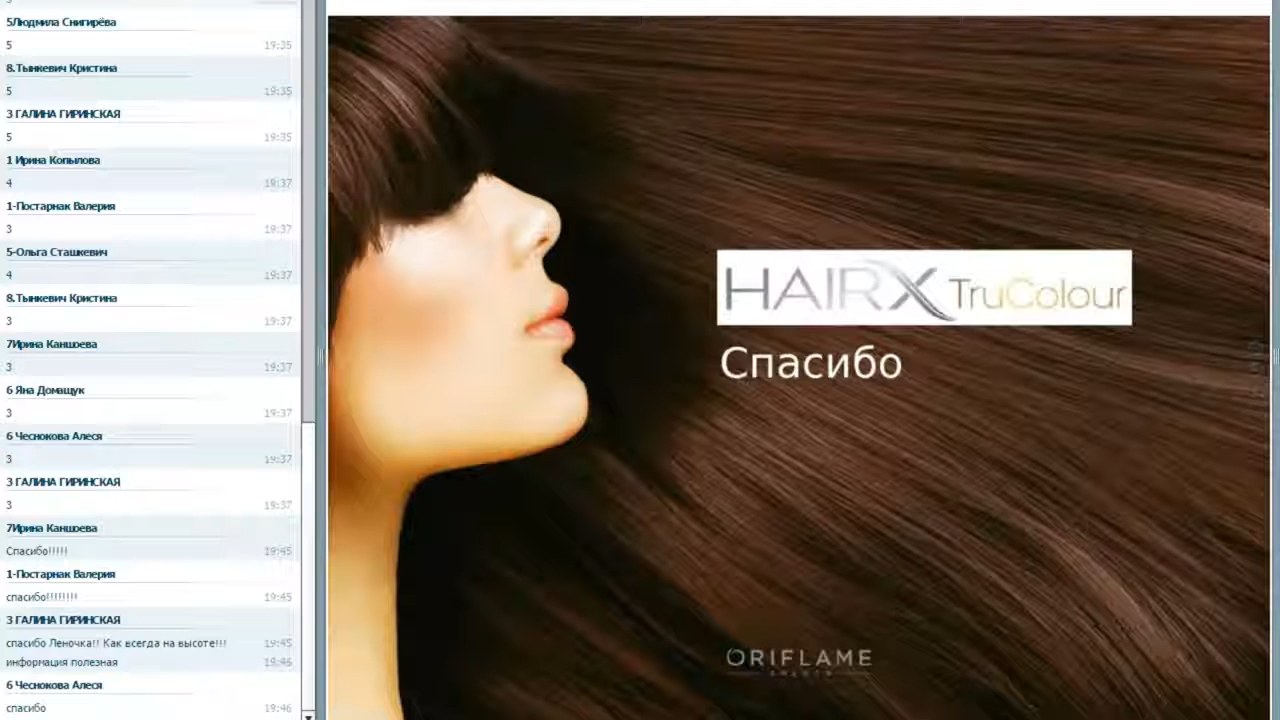 5Людмила Снигирёва
5 19:35
8.Тынкевич Кристина
5 19:35
3 ГАЛИНА ГИРИНСКАЯ
5 19:35
1 Ирина Копылова
4 19:37
1-Постарнак Валерия
3 19:37
5-Ольга Сташкевич
4 19:37
8.Тынкевич Кристина
3 19:37
7Ирина Каншоева
3 19:37
6 Яна Домащук
3 19:37
6 Чеснокова Алеся
3 19:37
3 ГАЛИНА ГИРИНСКАЯ
3 19:37
7Ирина Каншоева
Спасибо!!!!! 19:45
1-Постарнак Валерия
спасибо!!!!!!!! 19:45
3 ГАЛИНА ГИРИНСКАЯ
спасибо Леночка!! Как всегда на высоте!!! 19:45
информация полезная 19:46
6 Чеснокова Алеся
спасибо 19:46
HAIRX TruColour
Спасибо
ORIFLAME